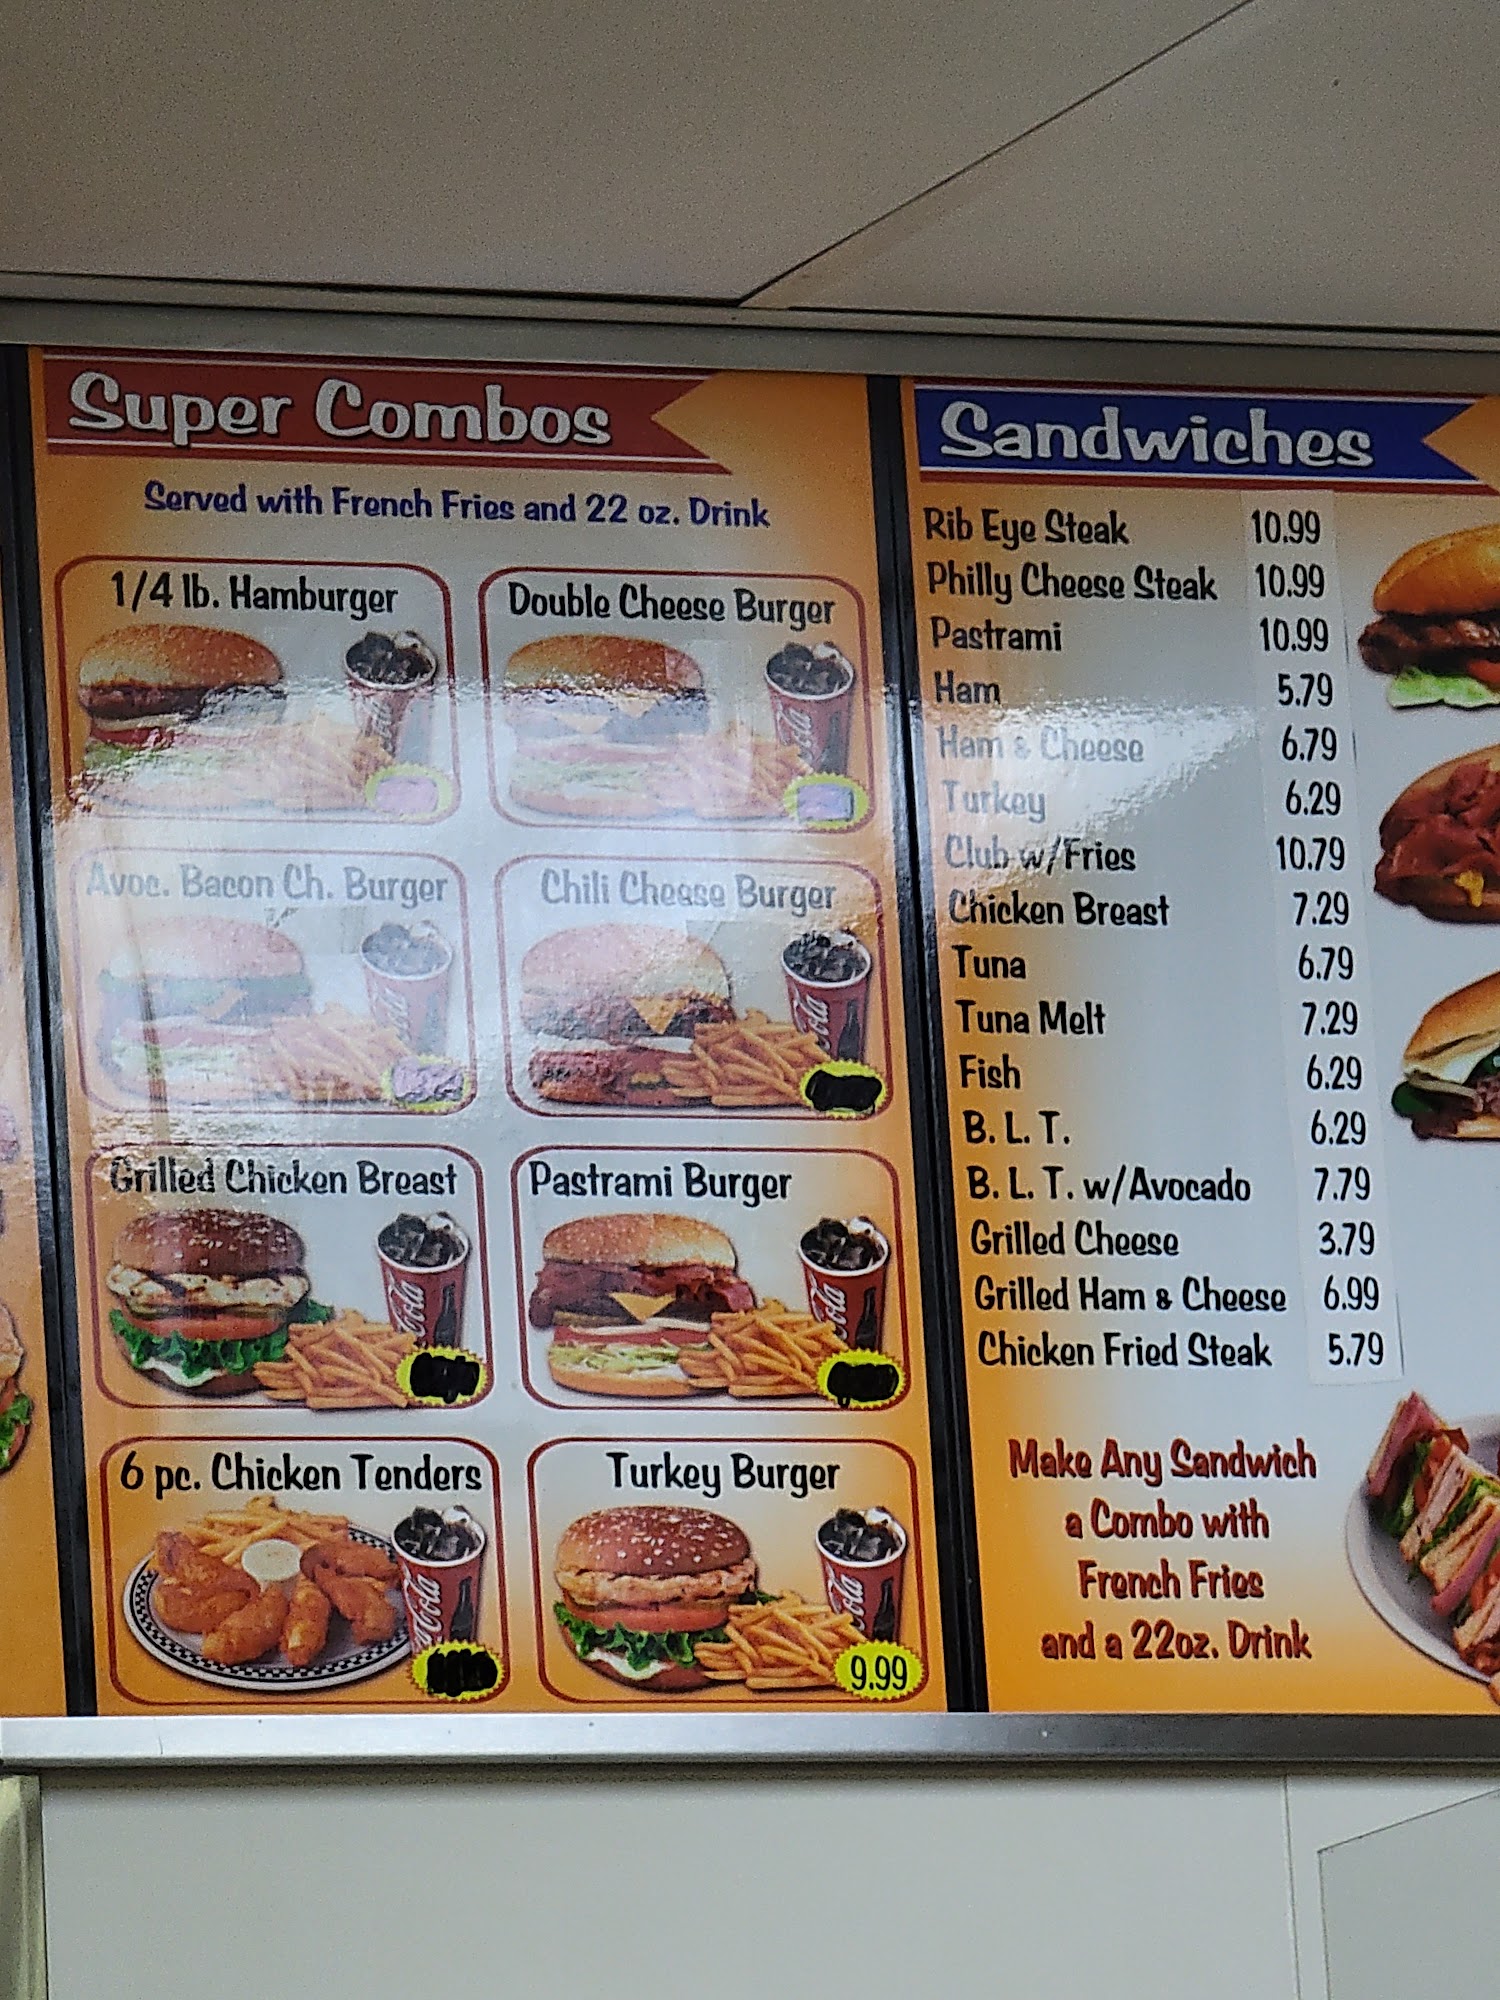 Super Combos
Served with French Fries and 22 oz. Drink
1/4 lb. Hamburger
Double Cheese Burger
Avoc. Bacon Ch. Burger
Chili Cheese Burger
Grilled Chicken Breast
Pastrami Burger
6 pc. Chicken Tenders
Turkey Burger
9.99
Sandwiches
Rib Eye Steak 10.99
Philly Cheese Steak 10.99
Pastrami 10.99
Ham 5.79
Ham & Cheese 6.79
Turkey 6.29
Club w/Fries 10.79
Chicken Breast 7.29
Tuna 6.79
Tuna Melt 7.29
Fish 6.29
B. L. T. 6.29
B. L. T. w/Avocado 7.79
Grilled Cheese 3.79
Grilled Ham & Cheese 6.99
Chicken Fried Steak 5.79
Make Any Sandwich
a Combo with
French Fries
and a 22oz. Drink